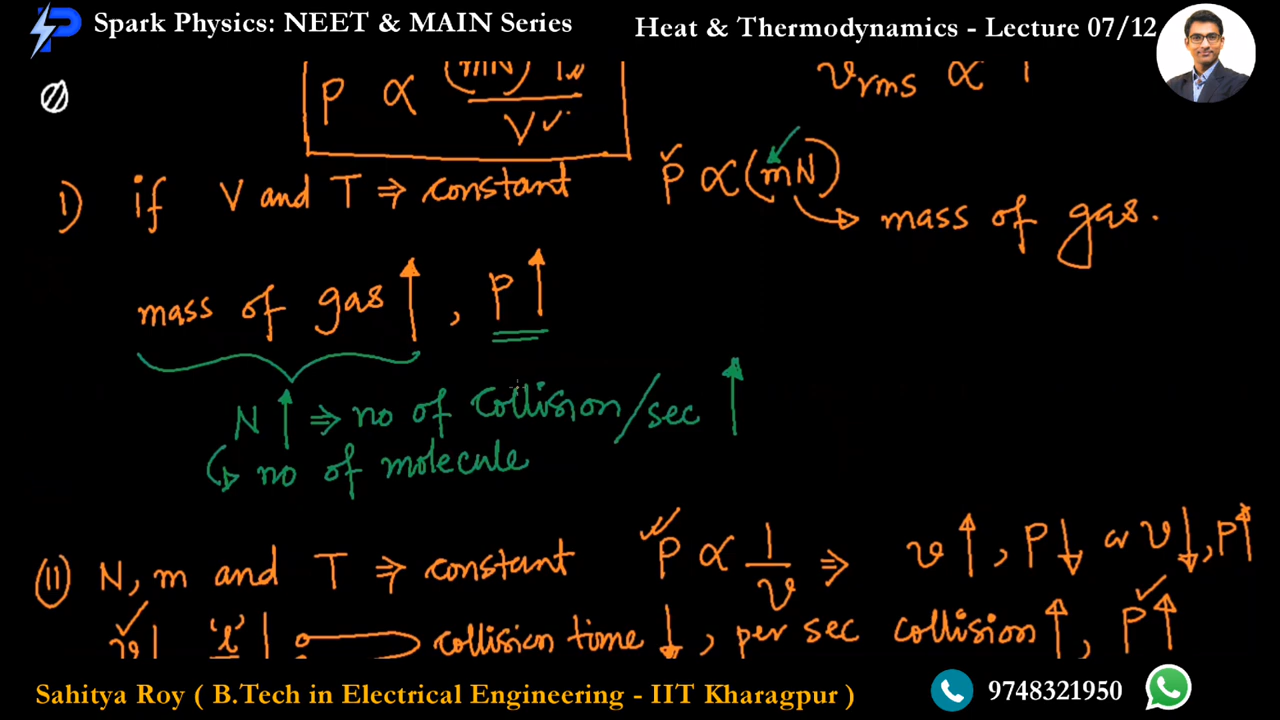 Spark Physics: NEET & MAIN Series
Heat & Thermodynamics - Lecture 07/12
P ∝ (mN) T / V
v rms ∝ T
1) if V and T ⇒ constant
P ∝ (mN)
→ mass of gas.
mass of gas ↑, P ↑
N ↑ ⇒ no of collision/sec ↑
↳ no of molecule
(11) N, m and T ⇒ constant
P ∝ 1/v ⇒ v ↑, P ↓ or v ↓, P ↑
v ↓ 'l' ↓
collision time ↓, per sec collision ↑, P ↑
Sahitya Roy ( B.Tech in Electrical Engineering - IIT Kharagpur )
9748321950